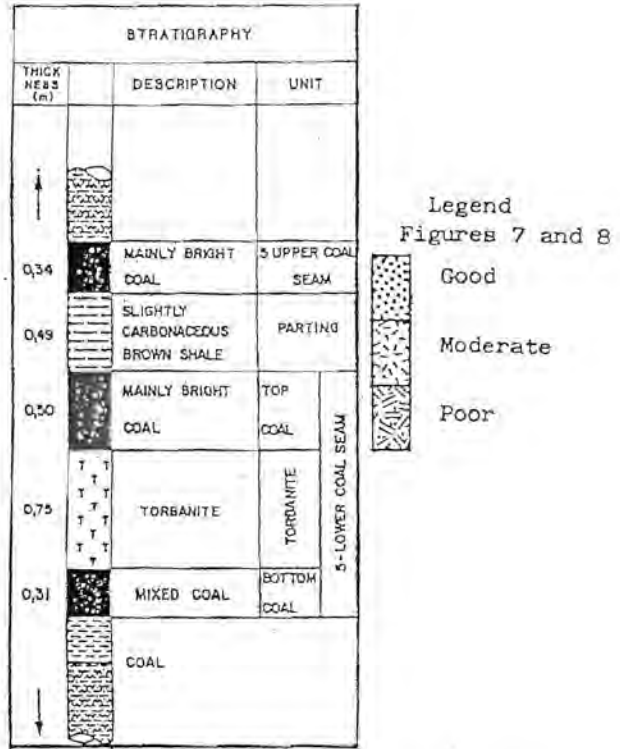 BTRATIGRAPHY
THICK
NEBB
(m)
DESCRIPTION
UNIT
0,34
MAINLY BRIGHT
COAL
5 UPPER COAL
SEAM
0,49
SLIGHTLY
CARBONACEOUS
BROWN SHALE
PARTING
0,50
MAINLY BRIGHT
COAL
TOP
COAL
0,75
TORBANITE
TORBANITE
0,31
MIXED COAL
BOTTOM
COAL
5-LOWER COAL SEAM
COAL
Legend
Figures 7 and 8
Good
Moderate
Poor